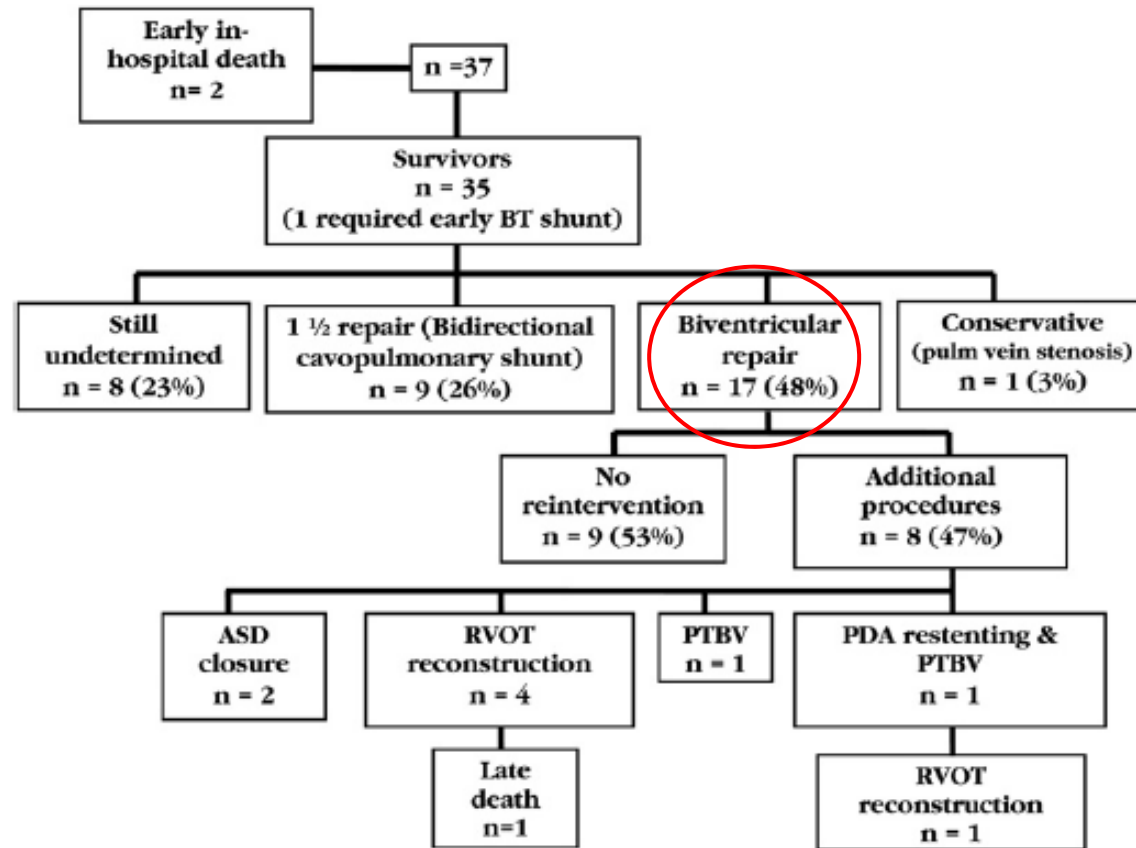 Early in-
hospital death
n= 2
n =37
Survivors
n = 35
(1 required early BT shunt)
Still
undetermined
n = 8 (23%)
1 ½ repair (Bidirectional
cavopulmonary shunt)
n = 9 (26%)
Biventricular
repair
n = 17 (48%)
Conservative
(pulm vein stenosis)
n = 1 (3%)
No
reintervention
n = 9 (53%)
Additional
procedures
n = 8 (47%)
ASD
closure
n = 2
RVOT
reconstruction
n = 4
PTBV
n = 1
PDA restenting &
PTBV
n = 1
Late
death
n=1
RVOT
reconstruction
n = 1